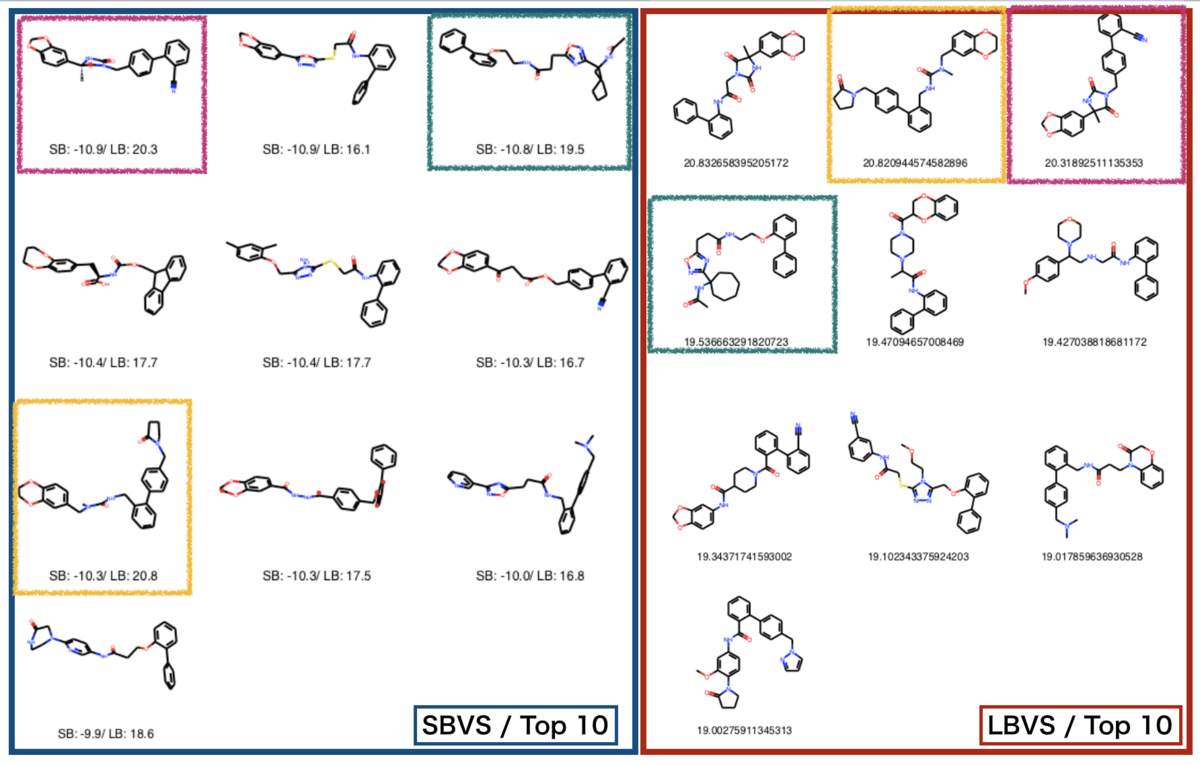 SB: -10.9/ LB: 20.3
SB: -10.9/ LB: 16.1
SB: -10.8/ LB: 19.5
SB: -10.4/ LB: 17.7
SB: -10.4/ LB: 17.7
SB: -10.3/ LB: 16.7
SB: -10.3/ LB: 20.8
SB: -10.3/ LB: 17.5
SB: -10.0/ LB: 16.8
SB: -9.9/ LB: 18.6
SBVS / Top 10
20.832658395205172
20.820944574582896
20.31892511135353
19.536663291820723
19.47094657008469
19.427038818681172
19.34371741593002
19.102343375924203
19.017859636930528
19.00275911345313
LBVS / Top 10